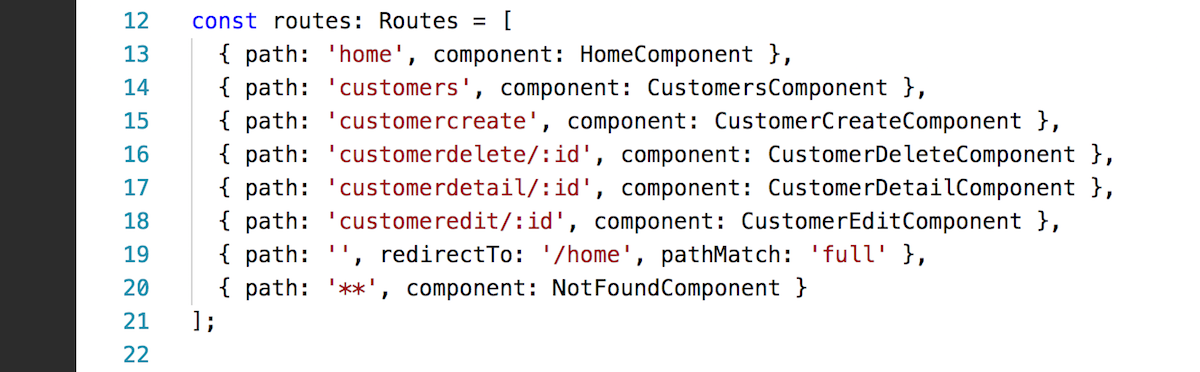 12 const routes: Routes = [
13 { path: 'home', component: HomeComponent },
14 { path: 'customers', component: CustomersComponent },
15 { path: 'customercreate', component: CustomerCreateComponent },
16 { path: 'customerdelete/:id', component: CustomerDeleteComponent },
17 { path: 'customerdetail/:id', component: CustomerDetailComponent },
18 { path: 'customeredit/:id', component: CustomerEditComponent },
19 { path: '', redirectTo: '/home', pathMatch: 'full' },
20 { path: '**', component: NotFoundComponent }
21 ];
22